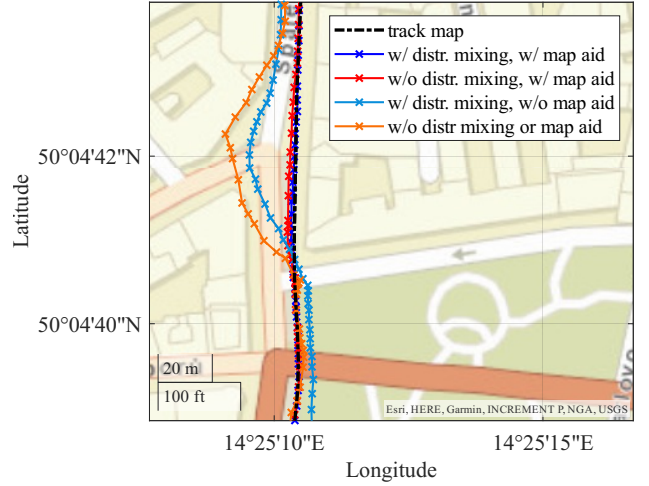 track map
w/ distr. mixing, w/ map aid
w/o distr. mixing, w/ map aid
w/ distr. mixing, w/o map aid
w/o distr mixing or map aid
50°04'42"N
Latitude
50°04'40"N
20 m
100 ft
Esri, HERE, Garmin, INCREMENT P, NGA, USGS
14°25'10"E
14°25'15"E
Longitude